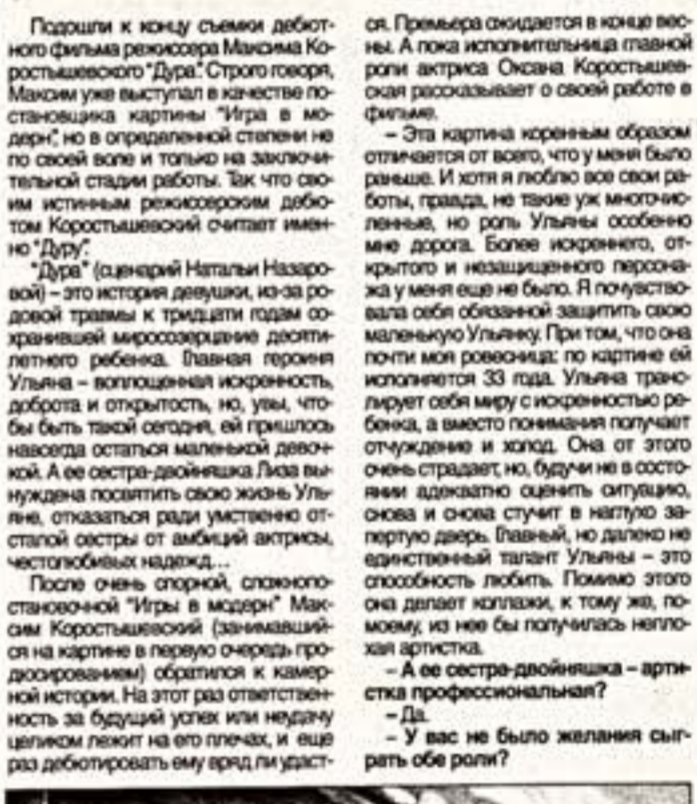 Подошли к концу съемки дебют-
ного фильма режиссера Максима Ко-
ростышевского "Дура". Строго говоря,
Максим уже выступал в качестве по-
становщика картины "Игра в мо-
дерн", но в определенной степени не
по своей воле и только на заключи-
тельной стадии работы. Так что сво-
им истинным режиссерским дебю-
том Коростышевский считает имен-
но "Дуру".
"Дура" (сценарий Натальи Назаро-
вой) – это история девушки, из-за ро-
довой травмы к тридцати годам со-
хранившей миросозерцание десяти-
летнего ребенка. Главная героиня
Ульяна – воплощенная искренность,
доброта и открытость, но, увы, что-
бы быть такой сегодня, ей пришлось
навсегда остаться маленькой девоч-
кой. А ее сестра-двойняшка Лиза вы-
нуждена посвятить свою жизнь Улья-
не, отказаться ради умственно от-
сталой сестры от амбиций актрисы,
честолюбивых надежд...
После очень спорной, сложнопо-
становочной "Игры в модерн" Мак-
сим Коростышевский (занимавший-
ся на картине в первую очередь про-
дюсированием) обратился к камер-
ной истории. На этот раз ответствен-
ность за будущий успех или неудачу
целиком лежит на его плечах, и еще
раз дебютировать ему вряд ли удаст-
ся. Премьера ожидается в конце вес-
ны. А пока исполнительница главной
роли актриса Оксана Коростышев-
ская рассказывает о своей работе в
фильме.
– Эта картина коренным образом
отличается от всего, что у меня было
раньше. И хотя я люблю все свои ра-
боты, правда, не такие уж многочис-
ленные, но роль Ульяны особенно
мне дорога. Более искреннего, от-
крытого и незащищенного персона-
жа у меня еще не было. Я почувство-
вала себя обязанной защитить свою
маленькую Ульянку. При том, что она
почти моя ровесница: по картине ей
исполняется 33 года. Ульяна транс-
лирует себя миру с искренностью ре-
бенка, а вместо понимания получает
отчуждение и холод. Она от этого
очень страдает, но, будучи не в состо-
янии адекватно оценить ситуацию,
снова и снова стучит в наглухо за-
пертую дверь. Главный, но далеко не
единственный талант Ульяны – это
способность любить. Помимо этого
она делает коллажи, к тому же, по-
моему, из нее бы получилась непло-
хая артистка.
– А ее сестра-двойняшка – арти-
стка профессиональная?
– Да.
– У вас не было желания сыг-
рать обе роли?